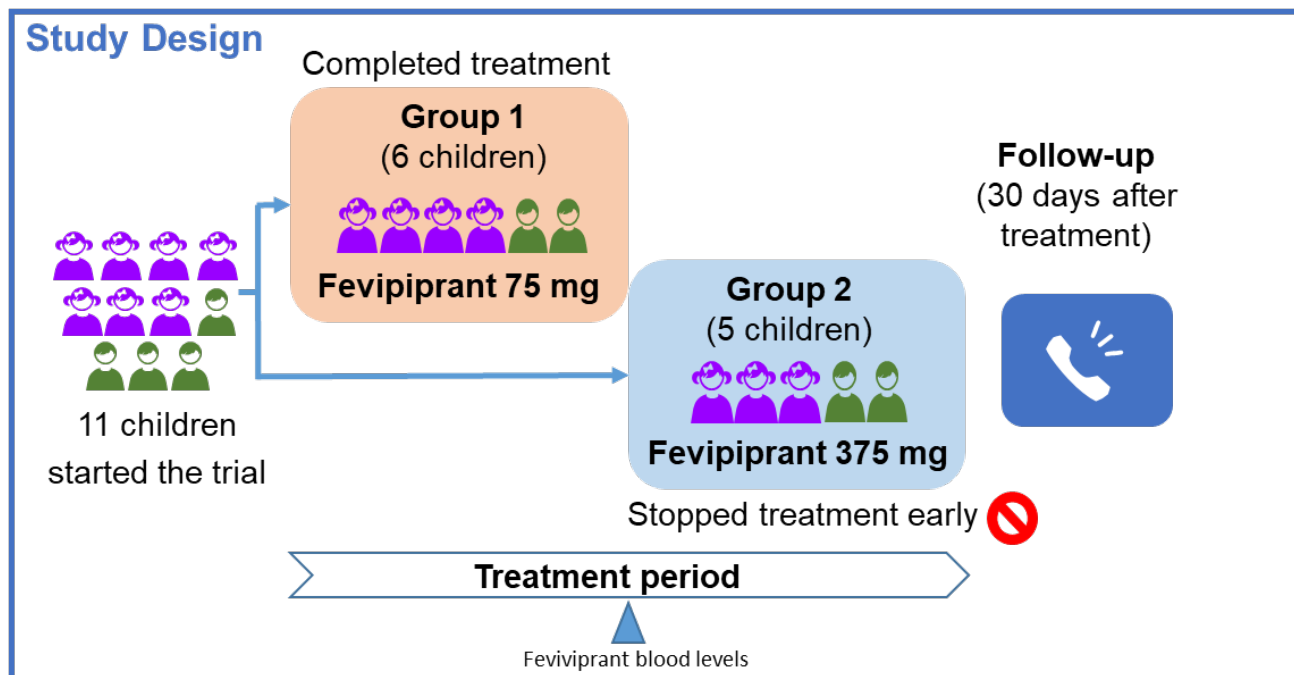 Study Design
Completed treatment
Group 1
(6 children)
Fevipiprant 75 mg
11 children
started the trial
Group 2
(5 children)
Fevipiprant 375 mg
Stopped treatment early
Follow-up
(30 days after
treatment)
Treatment period
Feviviprant blood levels